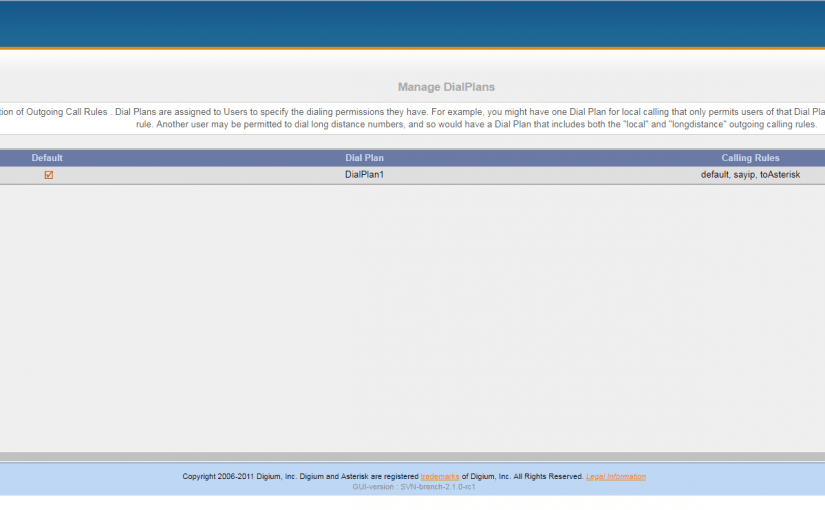 Manage DialPlans
tion of Outgoing Call Rules . Dial Plans are assigned to Users to specify the dialing permissions they have. For example, you might have one Dial Plan for local calling that only permits users of that Dial Pla
rule. Another user may be permitted to dial long distance numbers, and so would have a Dial Plan that includes both the "local" and "longdistance" outgoing calling rules.
Default Dial Plan Calling Rules
DialPlan1 default, sayip, toAsterisk
Copyright 2006-2011 Digium, Inc. Digium and Asterisk are registered trademarks of Digium, Inc. All Rights Reserved. Legal Information
GUI-version : SVN-branch-2.1.0-rc1